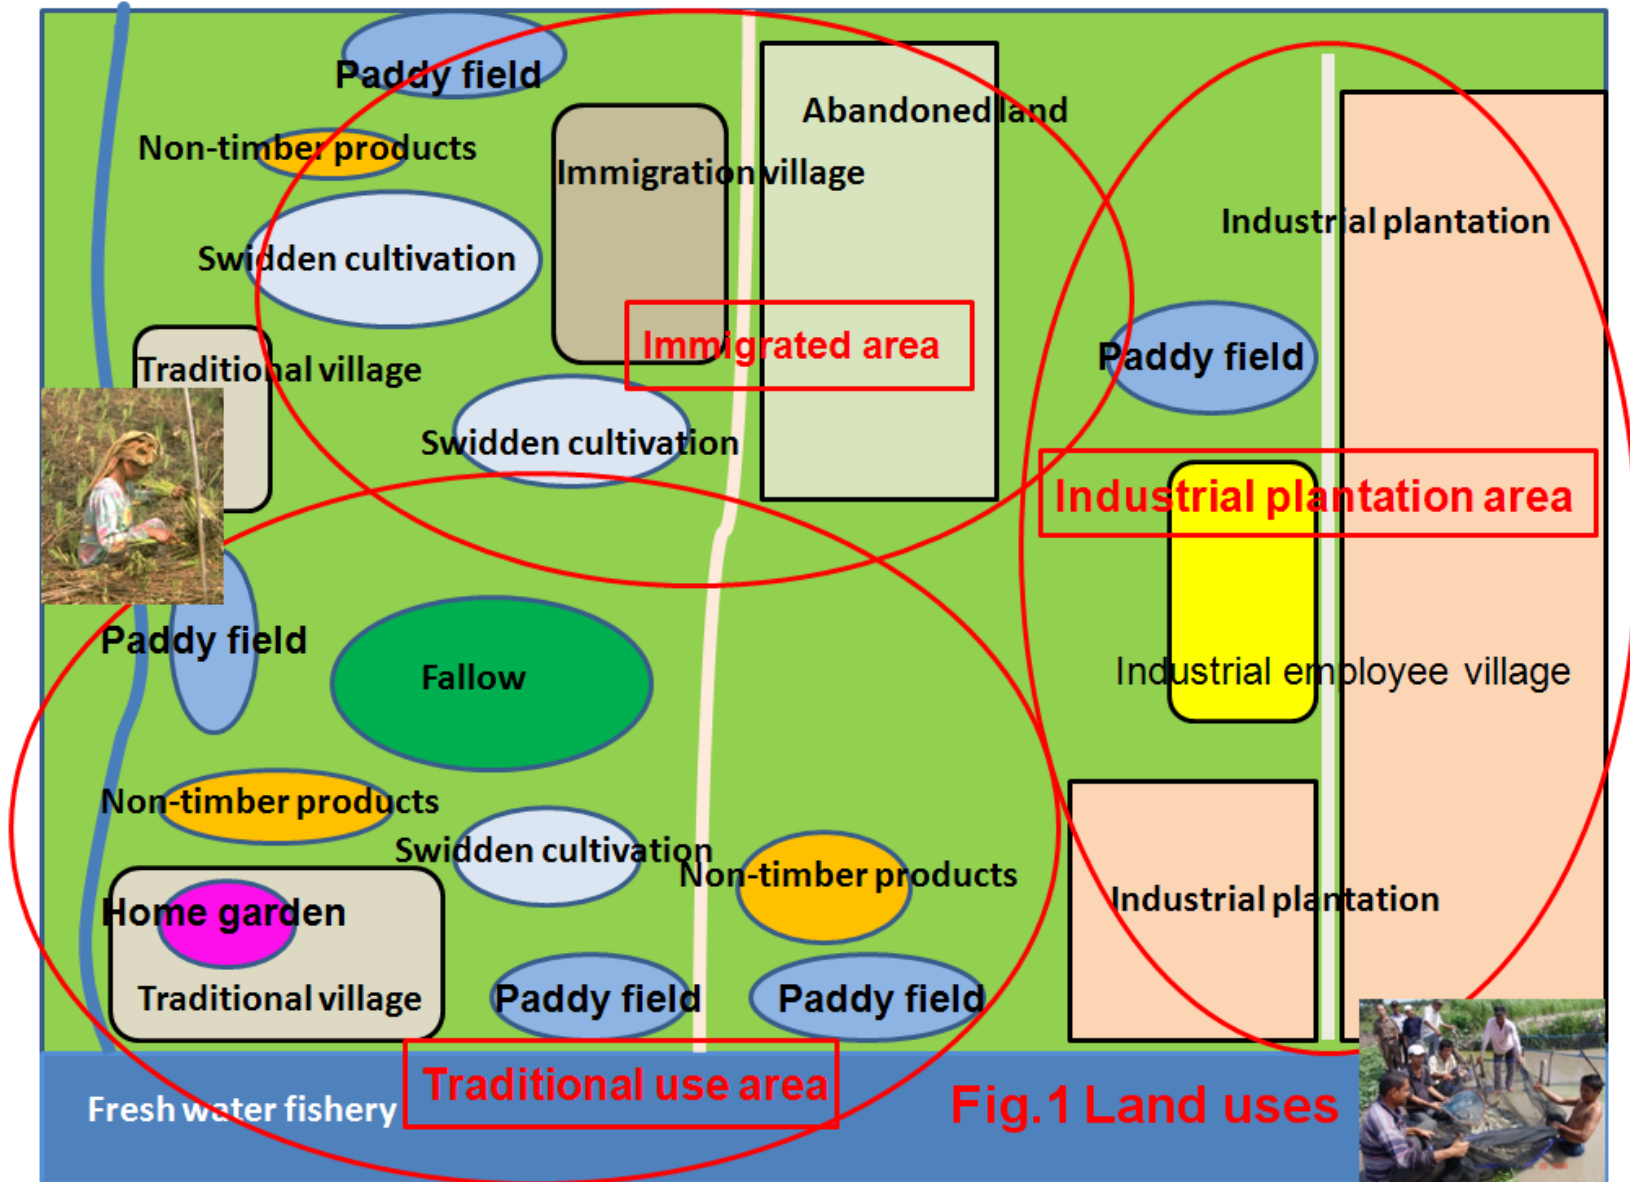 Paddy field
Abandoned land
Non-timber products
Immigration village
Industrial plantation
Swidden cultivation
Immigrated area
Paddy field
Traditional village
Swidden cultivation
Industrial plantation area
Paddy field
Fallow
Industrial employee village
Non-timber products
Swidden cultivation
Non-timber products
Home garden
Industrial plantation
Traditional village
Paddy field
Paddy field
Traditional use area
Fresh water fishery
Fig.1 Land uses